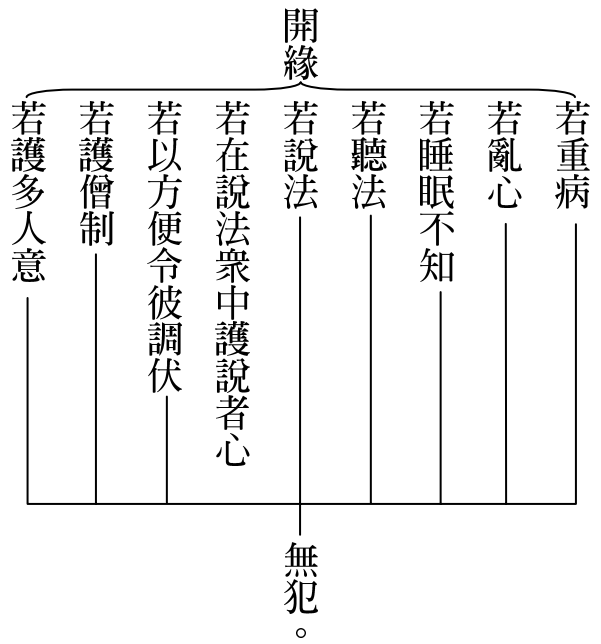 開緣
若重病
若亂心
若睡眠不知
若聽法
若說法
若在說法眾中護說者心
若以方便令彼調伏
若護僧制
若護多人意
無犯。